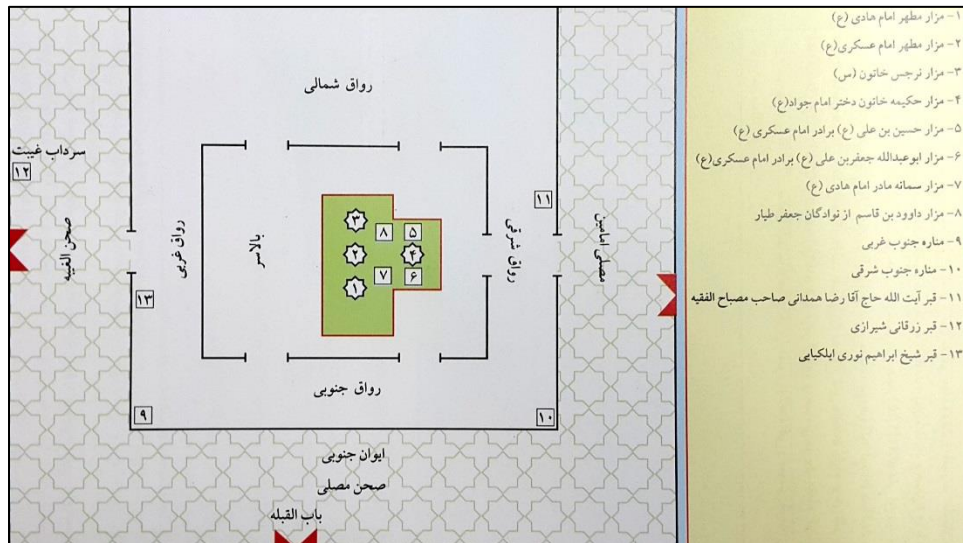 ۱- مزار مطهر امام هادی (ع)
۲- مزار مطهر امام عسکری(ع)
۳- مزار نرجس خاتون (س)
۴- مزار حکیمه خاتون دختر امام جواد(ع)
۵- مزار حسین بن علی (ع) برادر امام عسکری (ع)
۶- مزار ابوعبدالله جعفربن علی (ع) برادر امام عسکری(ع)
۷- مزار سمانه مادر امام هادی (ع)
۸- مزار داوود بن قاسم از نوادگان جعفر طیار
۹- مناره جنوب غربی
۱۰- مناره جنوب شرقی
۱۱- قبر آیت الله حاج آقا رضا همدانی صاحب مصباح الفقیه
۱۲- قبر زرقانی شیرازی
۱۳- قبر شیخ ابراهیم نوری ایلکیایی
رواق شمالی
سرداب غیبت
۱۲
۱۱
مصلی امامین
رواق شرقی
۳
۸
۵
۲
۴
۷
۶
۱
بالاسر
رواق غربی
صحن الغیبه
۱۳
رواق جنوبی
۱۰
۹
ایوان جنوبی
صحن مصلی
باب القبله